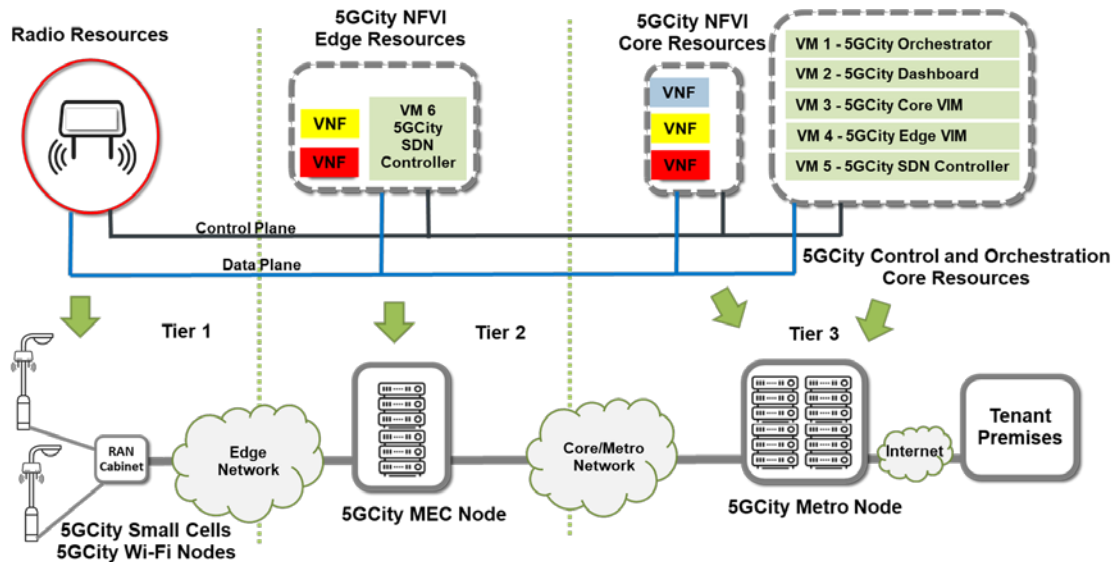 Radio Resources
5GCity NFVI
Edge Resources
VNF
VNF
VM 6
5GCity
SDN
Controller
5GCity NFVI
Core Resources
VNF
VNF
VNF
VM 1 - 5GCity Orchestrator
VM 2 - 5GCity Dashboard
VM 3 - 5GCity Core VIM
VM 4 - 5GCity Edge VIM
VM 5 - 5GCity SDN Controller
Control Plane
Data Plane
5GCity Control and Orchestration
Core Resources
Tier 1
Tier 2
Tier 3
RAN
Cabinet
Edge
Network
Core/Metro
Network
Internet
Tenant
Premises
5GCity Small Cells
5GCity Wi-Fi Nodes
5GCity MEC Node
5GCity Metro Node